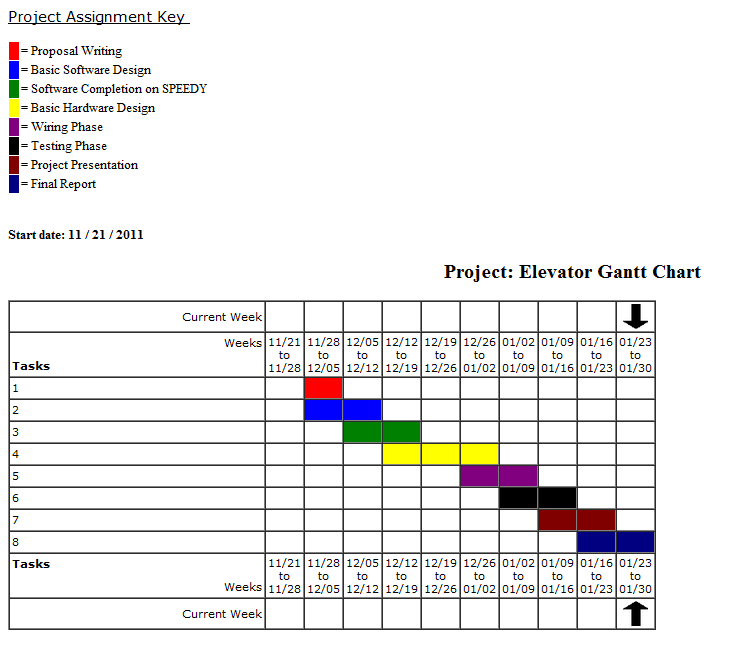 Project Assignment Key
= Proposal Writing
= Basic Software Design
= Software Completion on SPEEDY
= Basic Hardware Design
= Wiring Phase
= Testing Phase
= Project Presentation
= Final Report
Start date: 11 / 21 / 2011
Project: Elevator Gantt Chart
Current Week
Weeks 11/21 11/28 12/05 12/12 12/19 12/26 01/02 01/09 01/16 01/23
to to to to to to to to to to
Tasks 11/28 12/05 12/12 12/19 12/26 01/02 01/09 01/16 01/23 01/30
1
2
3
4
5
6
7
8
Tasks 11/21 11/28 12/05 12/12 12/19 12/26 01/02 01/09 01/16 01/23
to to to to to to to to to to
Weeks 11/28 12/05 12/12 12/19 12/26 01/02 01/09 01/16 01/23 01/30
Current Week